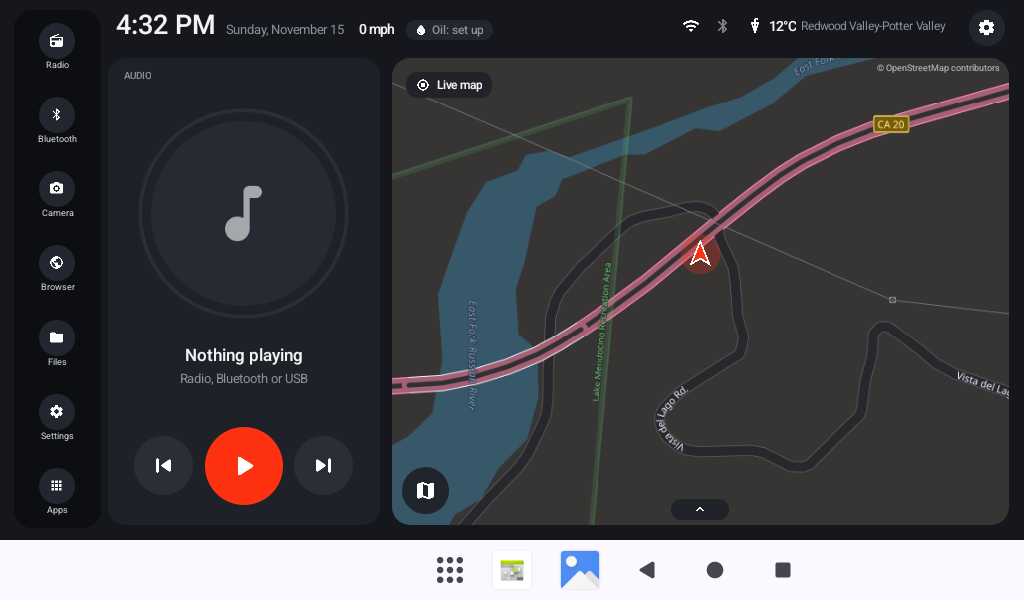 4:32 PM
Sunday, November 15
0 mph
Oil: set up
12°C
Redwood Valley-Potter Valley
Radio
Bluetooth
Camera
Browser
Files
Settings
Apps
AUDIO
Nothing playing
Radio, Bluetooth or USB
Live map
© OpenStreetMap contributors
East Fork
CA 20
East Fork Russian River
Lake Mendocino Recreation Area
Vista del Lago Rd.
Vista del Lag